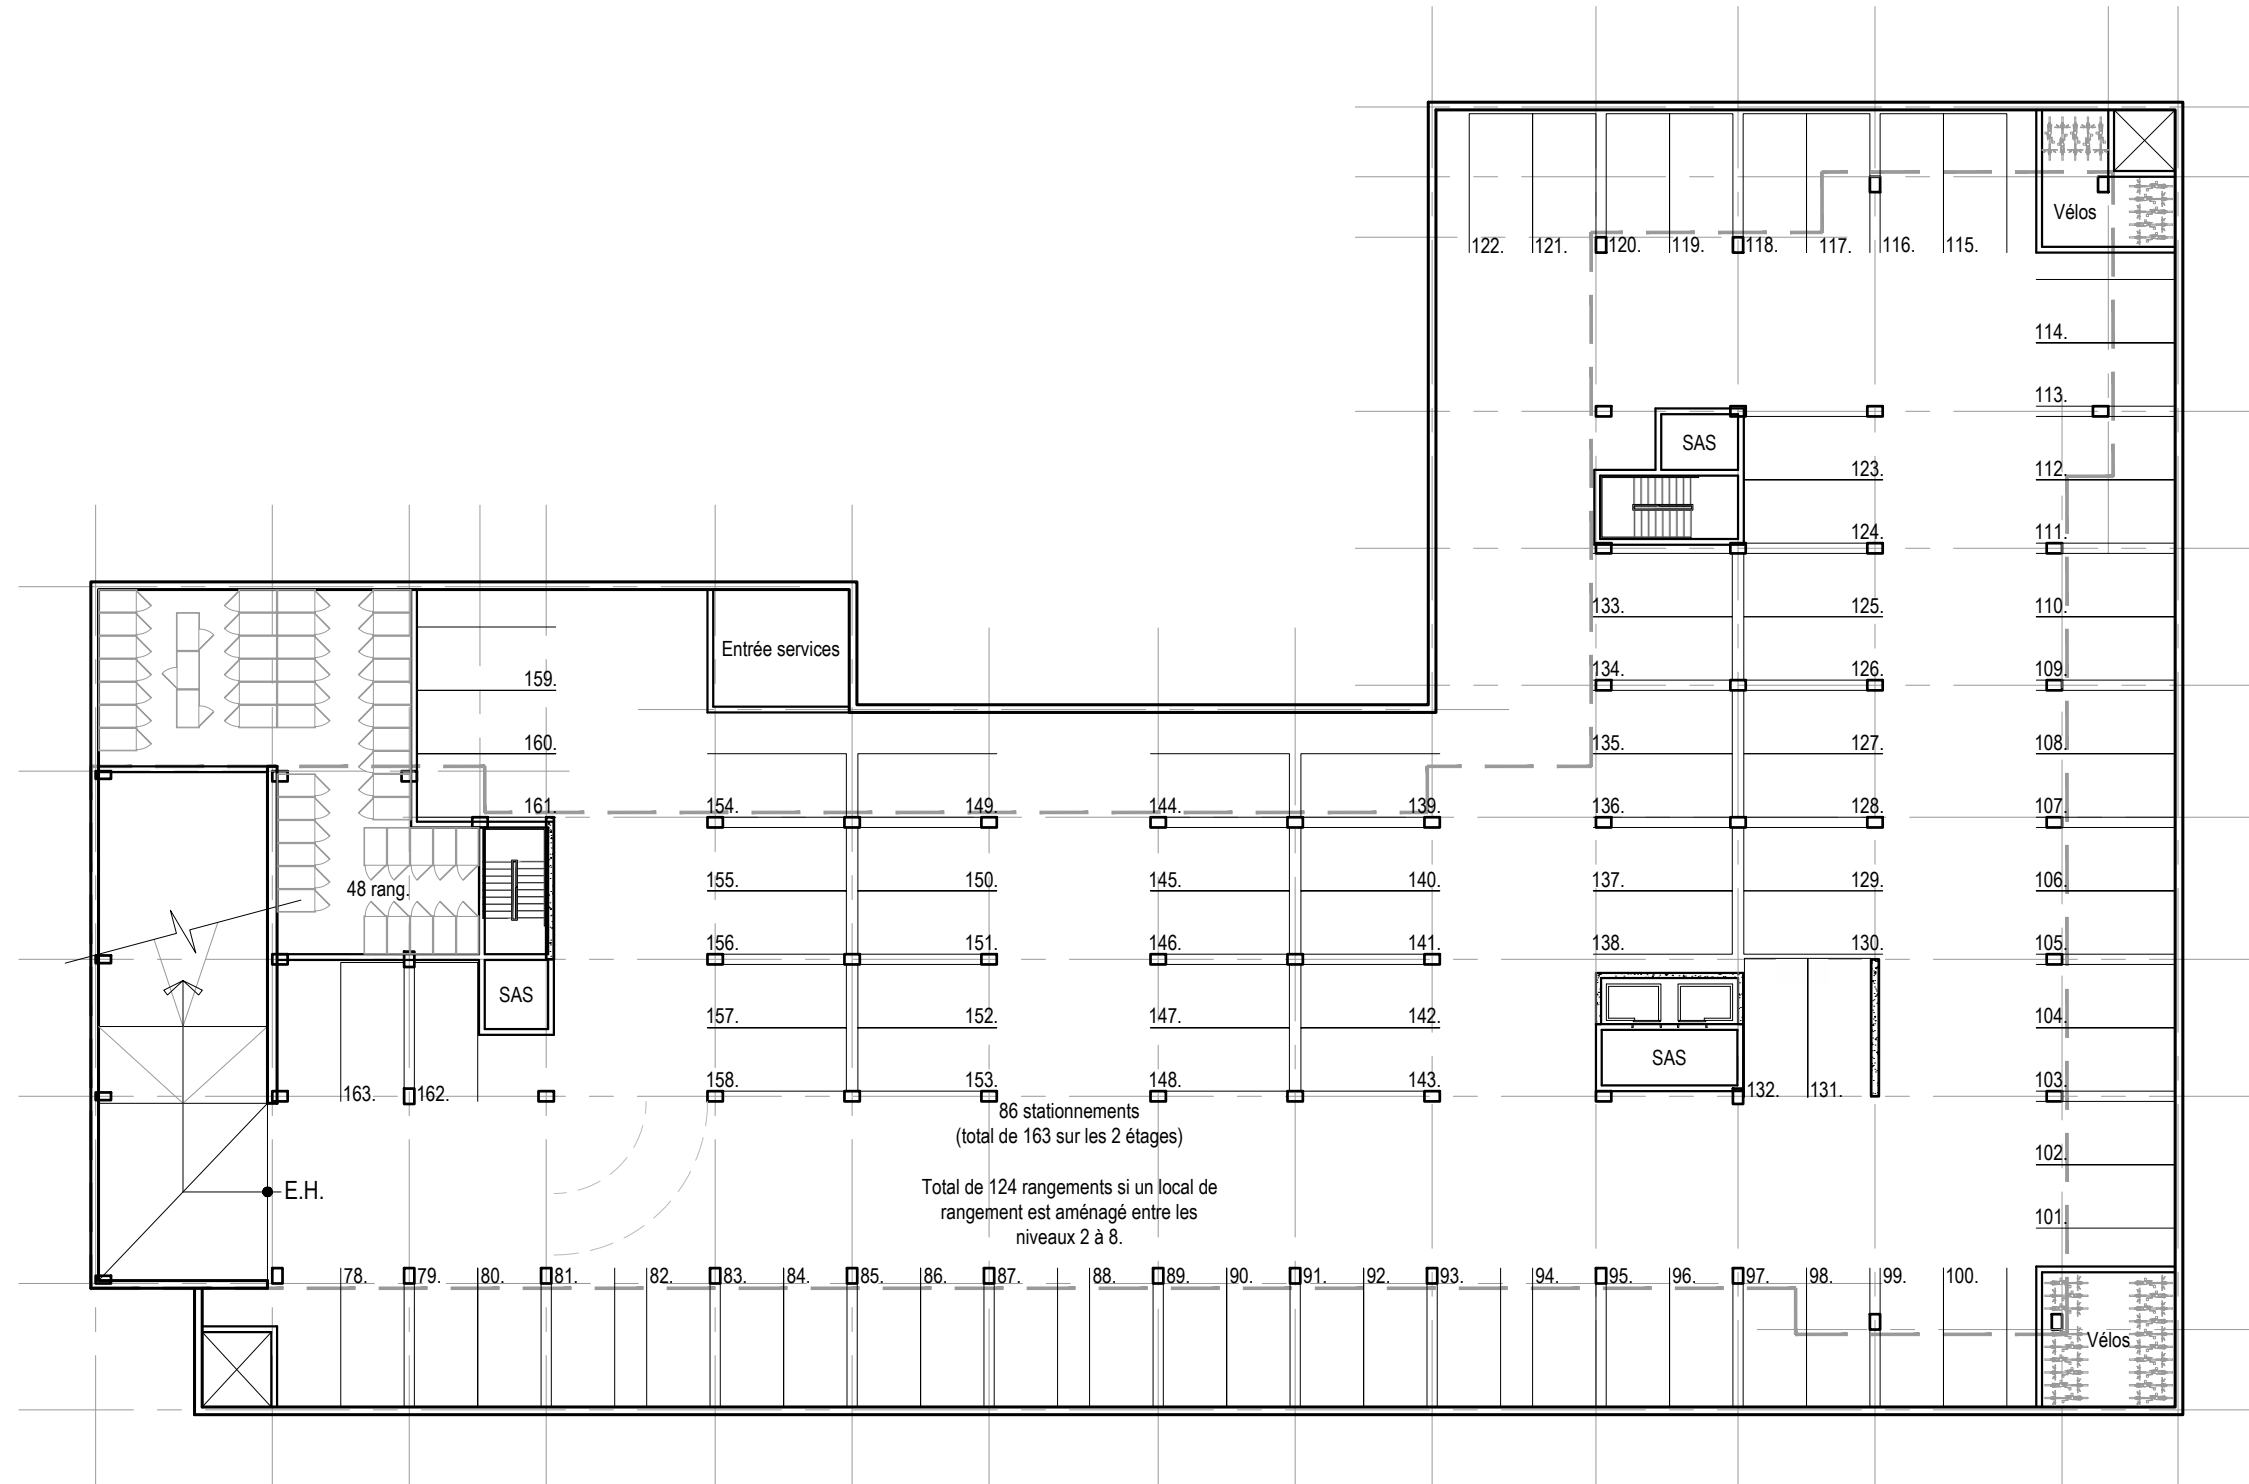 Vélos
122. 121. 120. 119. 118. 117. 116. 115.
114.
113.
SAS
123. 112.
124. 111.
133. 125. 110.
Entrée services
159. 134. 126. 109.
160. 135. 127. 108.
161. 154. 149. 144. 139. 136. 128. 107.
48 rang.
155. 150. 145. 140. 137. 129. 106.
156. 151. 146. 141. 138. 130. 105.
SAS
157. 152. 147. 142. 104.
SAS
158. 153. 148. 143. 103.
163. 162. 132. 131.
86 stationnements
(total de 163 sur les 2 étages)
102.
Total de 124 rangements si un local de
rangement est aménagé entre les
niveaux 2 à 8.
E.H.
101.
78. 79. 80. 81. 82. 83. 84. 85. 86. 87. 88. 89. 90. 91. 92. 93. 94. 95. 96. 97. 98. 99. 100.
Vélos